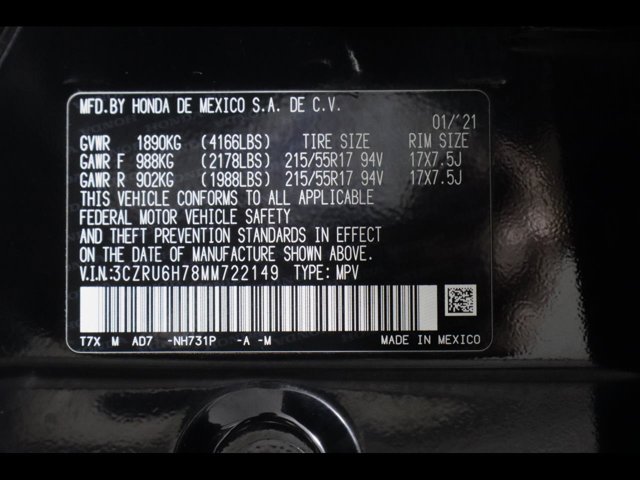 MFD.BY HONDA DE MEXICO S.A. DE C.V.
01/'21
GVWR 1890KG (4166LBS) TIRE SIZE RIM SIZE
GAWR F 988KG (2178LBS) 215/55R17 94V 17X7.5J
GAWR R 902KG (1988LBS) 215/55R17 94V 17X7.5J
THIS VEHICLE CONFORMS TO ALL APPLICABLE
FEDERAL MOTOR VEHICLE SAFETY
AND THEFT PREVENTION STANDARDS IN EFFECT
ON THE DATE OF MANUFACTURE SHOWN ABOVE.
V.I.N.:3CZRU6H78MM722149 TYPE: MPV
T7X M AD7 -NH731P -A -M MADE IN MEXICO